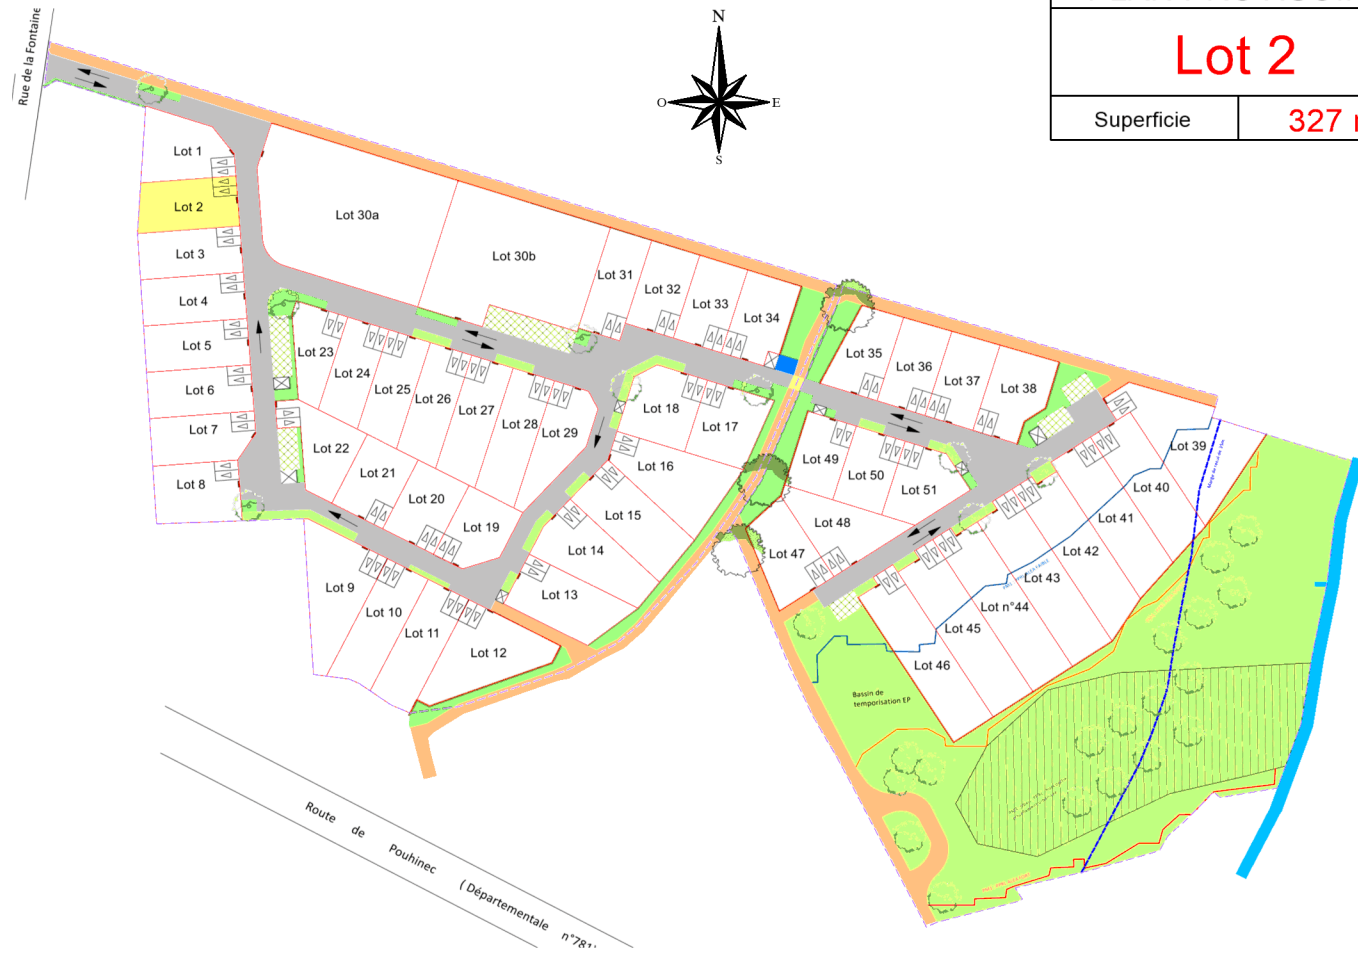 Rue de la Fontaine
N
O
E
S
Lot 2
Superficie
327
Lot 1
Lot 2
Lot 3
Lot 4
Lot 5
Lot 6
Lot 7
Lot 8
Lot 30a
Lot 30b
Lot 31
Lot 32
Lot 33
Lot 34
Lot 35
Lot 36
Lot 37
Lot 38
Lot 39
Lot 40
Lot 41
Lot 42
Lot 43
Lot n°44
Lot 45
Lot 46
Lot 23
Lot 24
Lot 25
Lot 26
Lot 27
Lot 28
Lot 29
Lot 18
Lot 17
Lot 16
Lot 15
Lot 14
Lot 13
Lot 22
Lot 21
Lot 20
Lot 19
Lot 49
Lot 50
Lot 51
Lot 48
Lot 47
Lot 9
Lot 10
Lot 11
Lot 12
Bassin de
temporisation EP
Route de Pouhinec (Départementale n°781